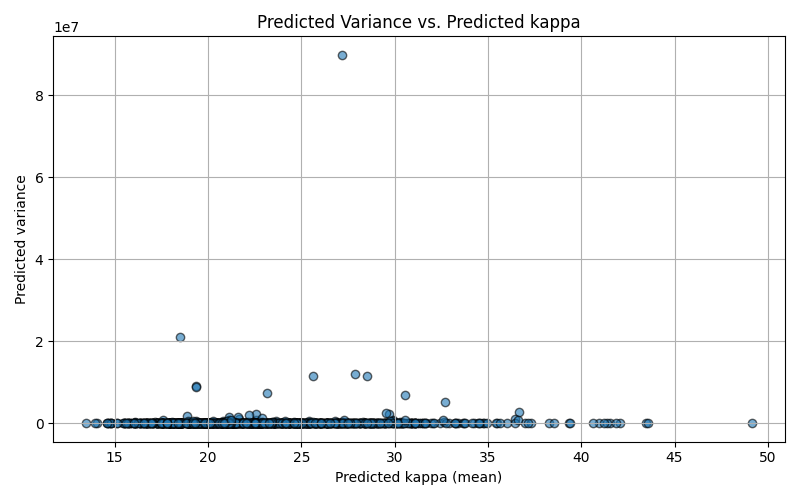 Predicted Variance vs. Predicted kappa
1e7
8
6
4
2
0
Predicted variance
15 20 25 30 35 40 45 50
Predicted kappa (mean)